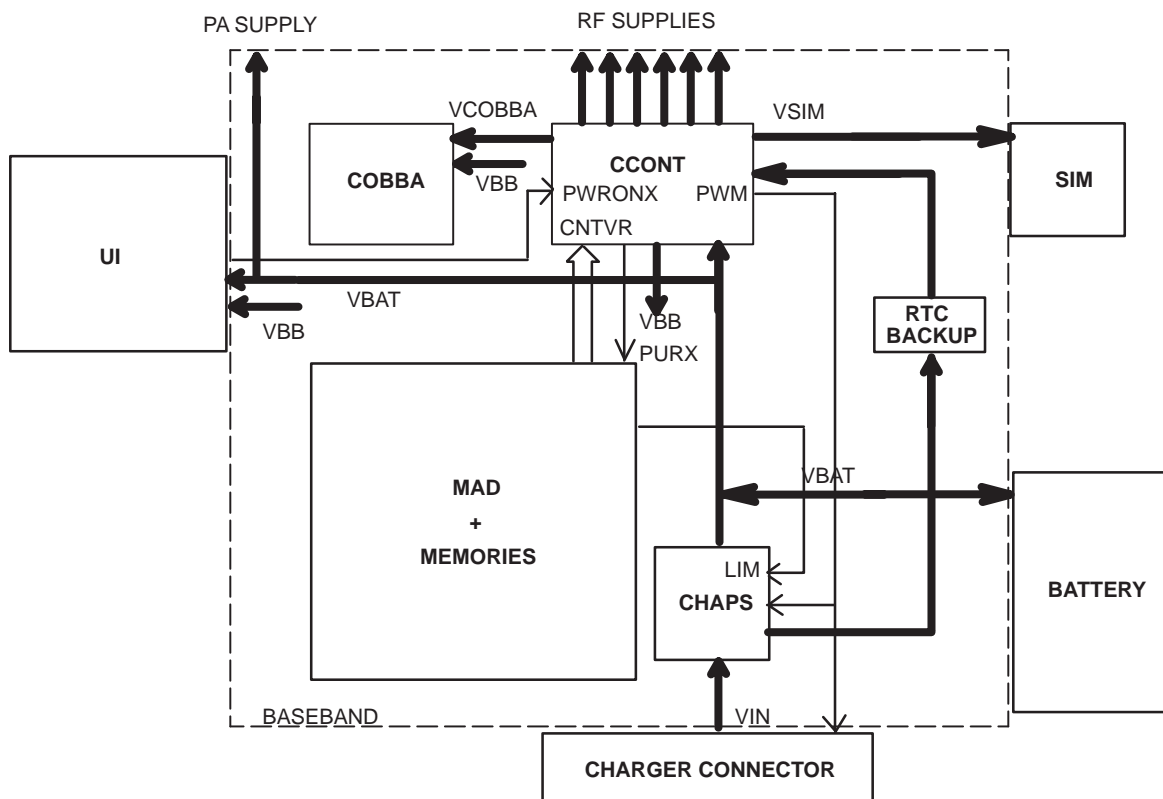 PA SUPPLY
RF SUPPLIES
VCOBBA
VSIM
COBBA
VBB
CCONT
PWRONX
PWM
CNTVR
SIM
UI
VBAT
VBB
VBB
PURX
RTC
BACKUP
MAD
+
MEMORIES
VBAT
LIM
CHAPS
BATTERY
BASEBAND
VIN
CHARGER CONNECTOR